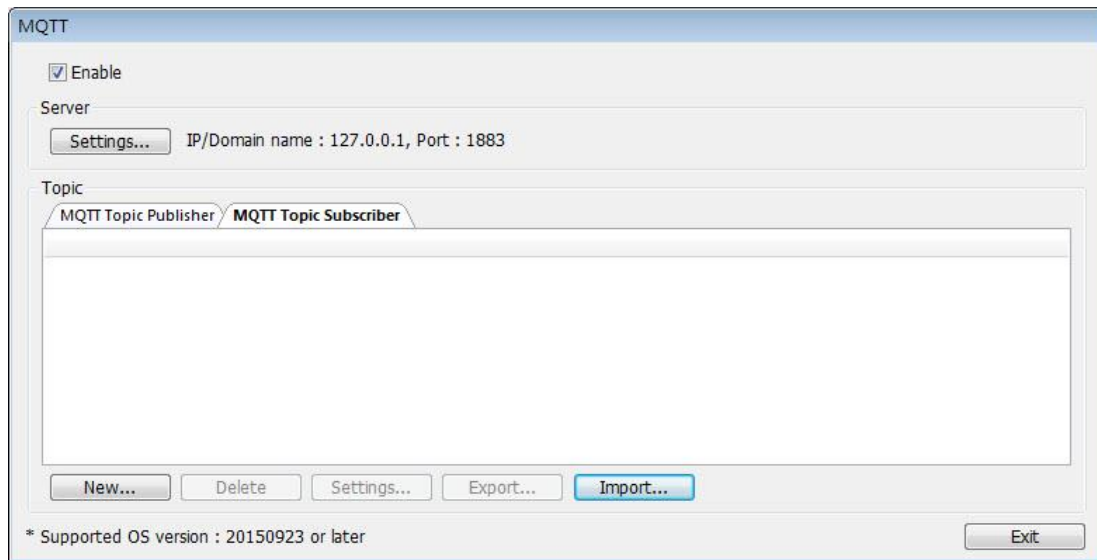 MQTT
Enable
Server
Settings... IP/Domain name : 127.0.0.1, Port : 1883
Topic
MQTT Topic Publisher MQTT Topic Subscriber
New... Delete Settings... Export... Import...
* Supported OS version : 20150923 or later Exit